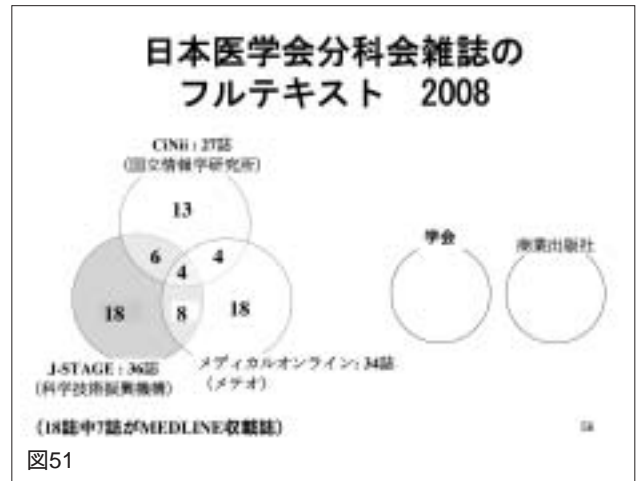 日本医学会分科会雑誌の
フルテキスト 2008
CiNii : 27誌
(国立情報学研究所)
13
6
4
4
学会
商業出版社
18
8
18
J-STAGE : 36誌
(科学技術振興機構)
メディカルオンライン : 34誌
(メテオ)
(18誌中7誌がMEDLINE収載誌)
図51